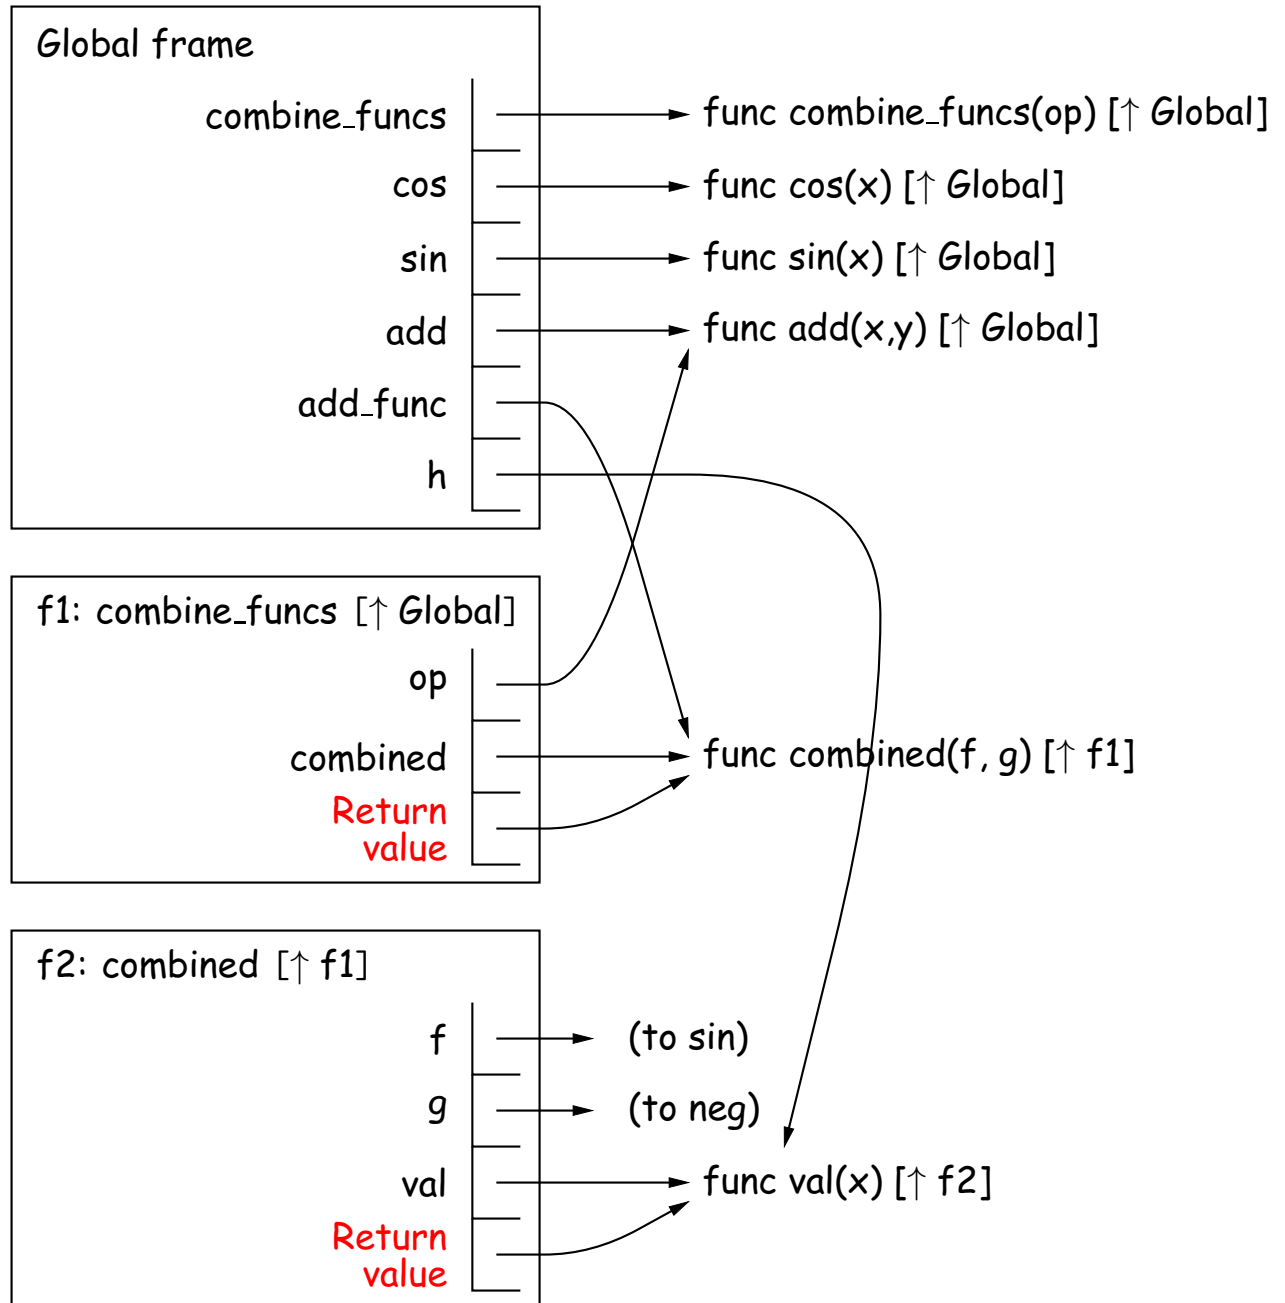 Global frame
combine_funcs
func combine_funcs(op) [↑ Global]
cos
func cos(x) [↑ Global]
sin
func sin(x) [↑ Global]
add
func add(x,y) [↑ Global]
add_func
h
f1: combine_funcs [↑ Global]
op
combined
func combined(f, g) [↑ f1]
Return
value
f2: combined [↑ f1]
f
(to sin)
g
(to neg)
val
func val(x) [↑ f2]
Return
value